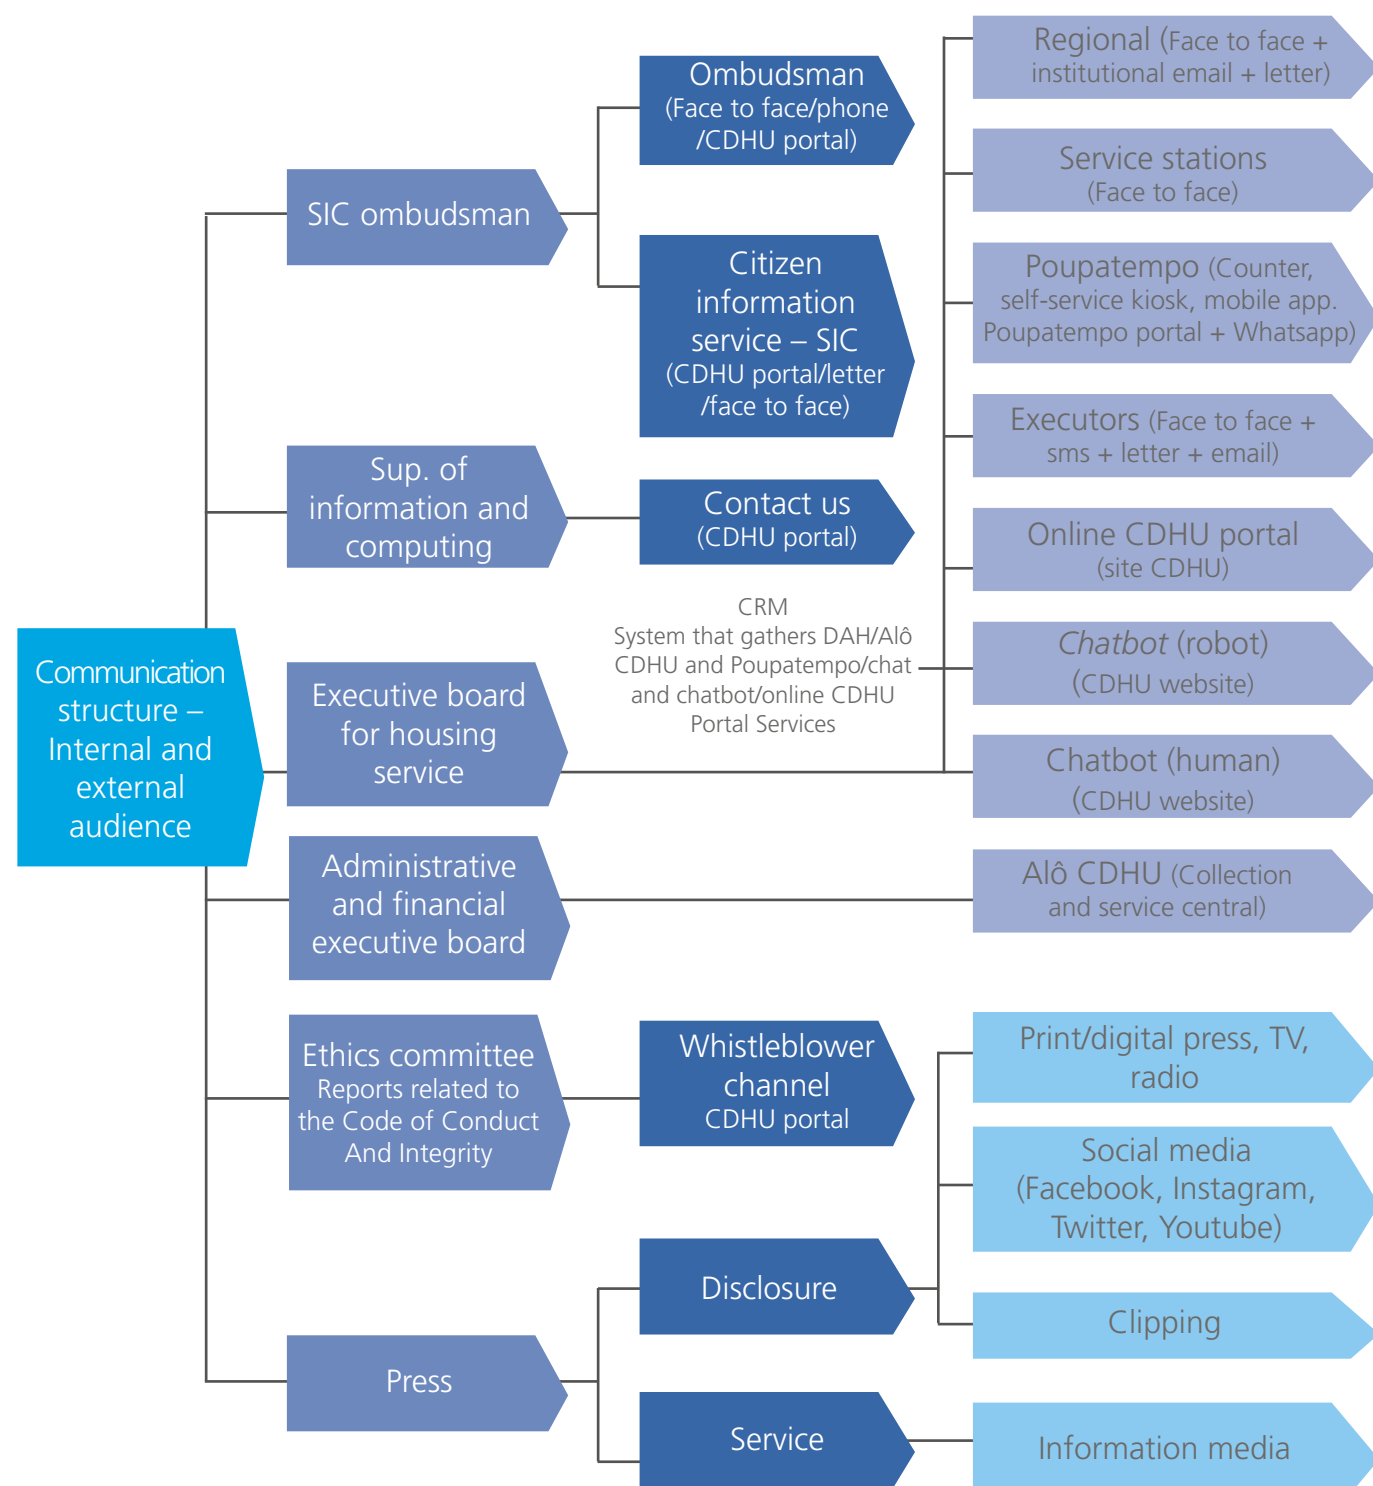 Communication
structure –
Internal and
external
audience
SIC ombudsman
Ombudsman
(Face to face/phone
/CDHU portal)
Citizen
information
service – SIC
(CDHU portal/letter
/face to face)
Sup. of
information and
computing
Contact us
(CDHU portal)
Executive board
for housing
service
CRM
System that gathers DAH/Alô
CDHU and Poupatempo/chat
and chatbot/online CDHU
Portal Services
Regional (Face to face +
institutional email + letter)
Service stations
(Face to face)
Poupatempo (Counter,
self-service kiosk, mobile app.
Poupatempo portal + Whatsapp)
Executors (Face to face +
sms + letter + email)
Online CDHU portal
(site CDHU)
Chatbot (robot)
(CDHU website)
Chatbot (human)
(CDHU website)
Administrative
and financial
executive board
Alô CDHU (Collection
and service central)
Ethics committee
Reports related to
the Code of Conduct
And Integrity
Whistleblower
channel
CDHU portal
Press
Disclosure
Print/digital press, TV,
radio
Social media
(Facebook, Instagram,
Twitter, Youtube)
Clipping
Service
Information media